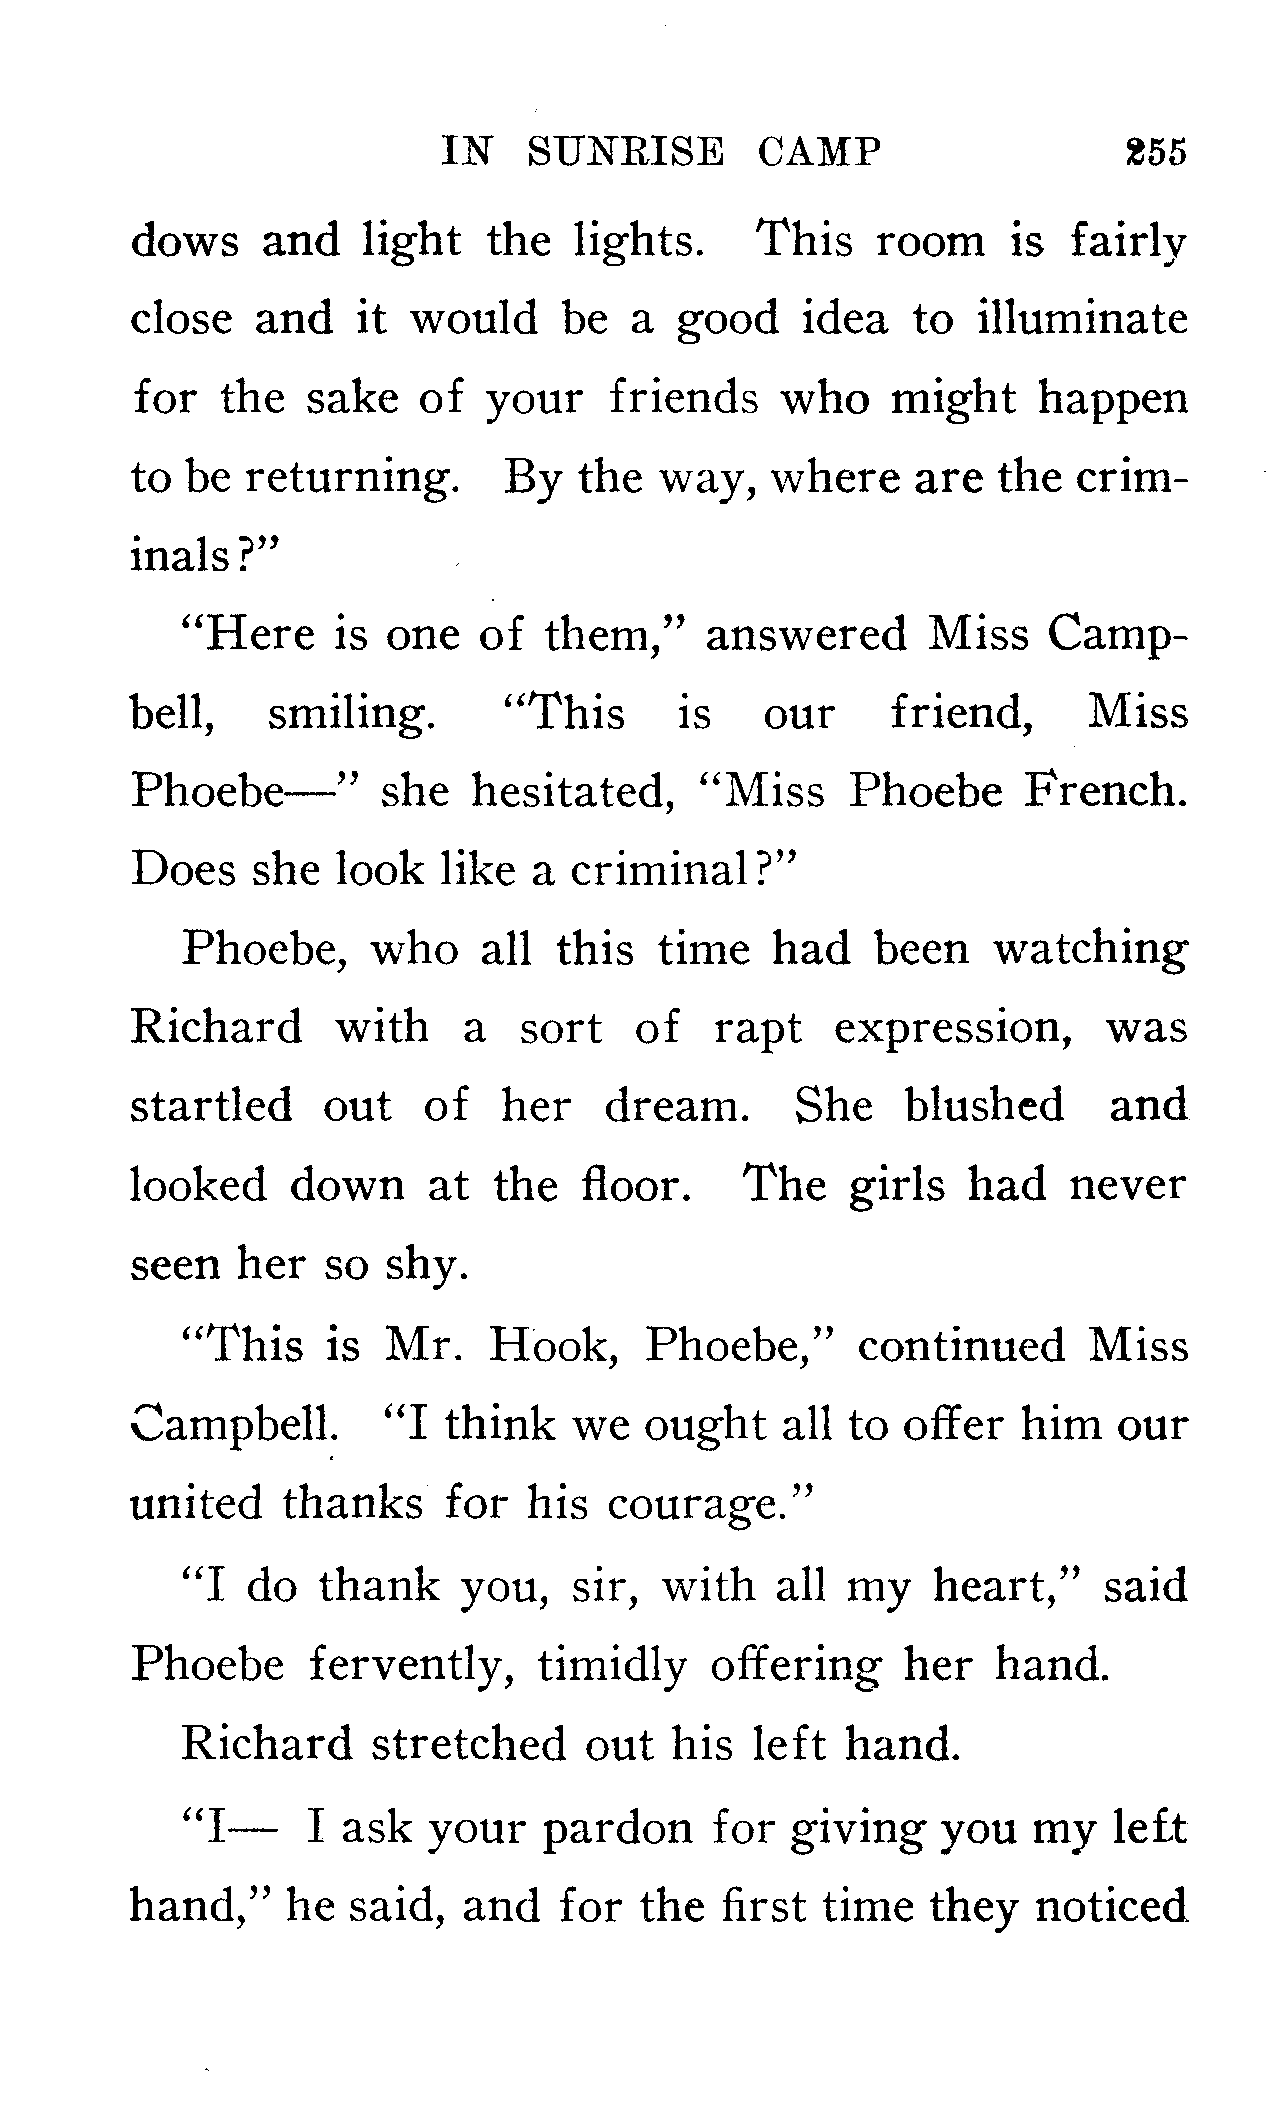 IN SUNRISE CAMP 255
dows and light the lights. This room is fairly
close and it would be a good idea to illuminate
for the sake of your friends who might happen
to be returning. By the way, where are the crim-
inals?”
“Here is one of them,” answered Miss Camp-
bell, smiling. “This is our friend, Miss
Phoebe—” she hesitated, “Miss Phoebe French.
Does she look like a criminal?”
Phoebe, who all this time had been watching
Richard with a sort of rapt expression, was
startled out of her dream. She blushed and
looked down at the floor. The girls had never
seen her so shy.
“This is Mr. Hook, Phoebe,” continued Miss
Campbell. “I think we ought all to offer him our
united thanks for his courage.”
“I do thank you, sir, with all my heart,” said
Phoebe fervently, timidly offering her hand.
Richard stretched out his left hand.
“I— I ask your pardon for giving you my left
hand,” he said, and for the first time they noticed